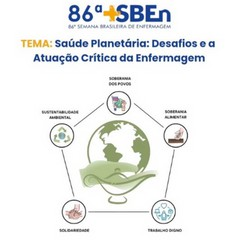 86ª SBEn
86ª SEMANA BRASILEIRA DE ENFERMAGEM
TEMA: Saúde Planetária: Desafios e a
Atuação Crítica da Enfermagem
SOBERANIA
DOS POVOS
SUSTENTABILIDADE
AMBIENTAL
SOBERANIA
ALIMENTAR
SOLIDARIEDADE
TRABALHO DIGNO